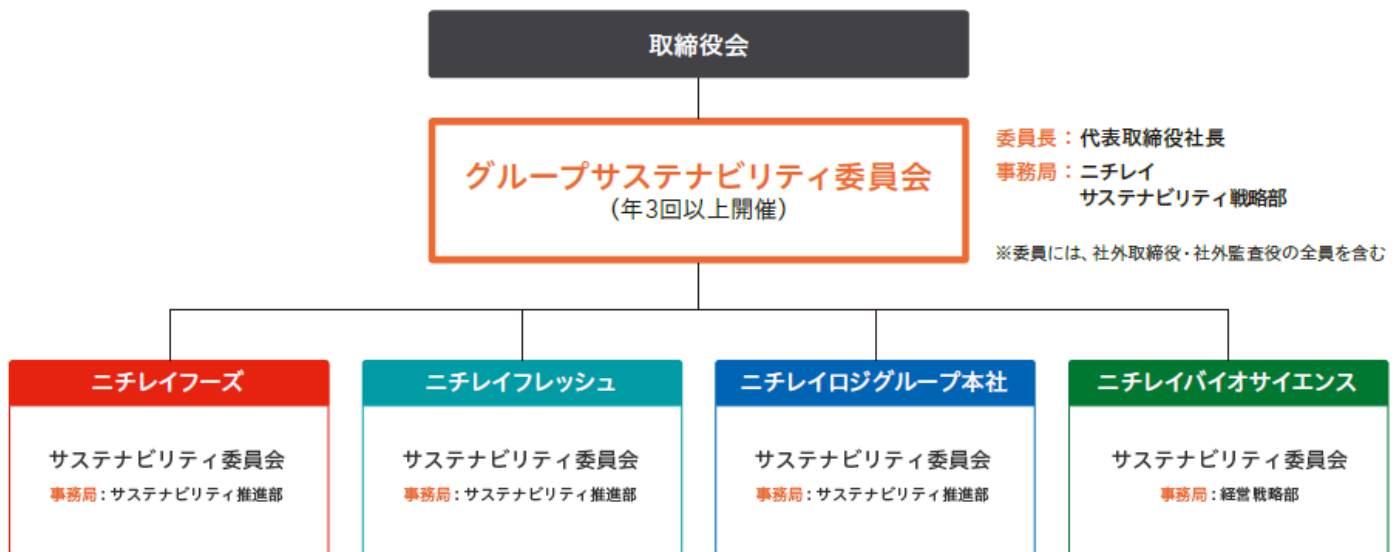 取締役会
グループサステナビリティ委員会
(年3回以上開催)
委員長：代表取締役社長
事務局：ニチレイ
サステナビリティ戦略部
※委員には、社外取締役・社外監査役の全員を含む
ニチレイフーズ
サステナビリティ委員会
事務局：サステナビリティ推進部
ニチレイフレッシュ
サステナビリティ委員会
事務局：サステナビリティ推進部
ニチレイロジグループ本社
サステナビリティ委員会
事務局：サステナビリティ推進部
ニチレイバイオサイエンス
サステナビリティ委員会
事務局：経営戦略部